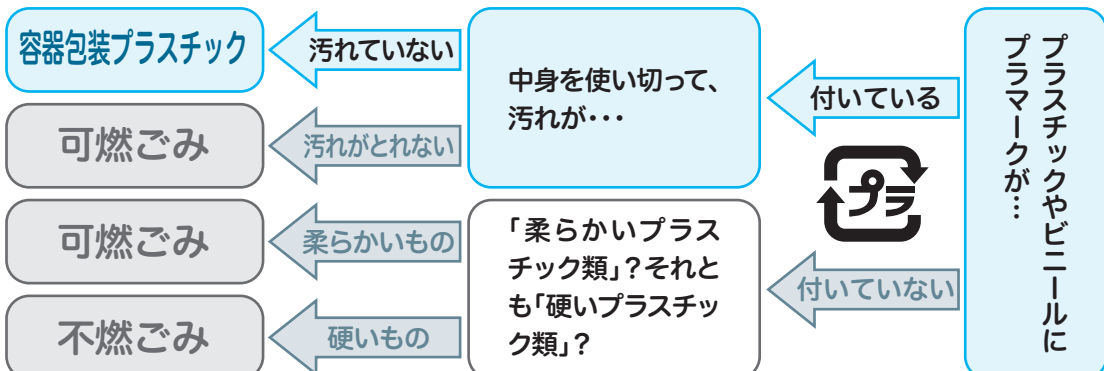 プラスチックやビニールに
プラマークが…
付いている
プラ
付いていない
中身を使い切って、
汚れが・・・
「柔らかいプラス
チック類」?それと
も「硬いプラスチッ
ク類」?
汚れていない
汚れがとれない
柔らかいもの
硬いもの
容器包装プラスチック
可燃ごみ
可燃ごみ
不燃ごみ